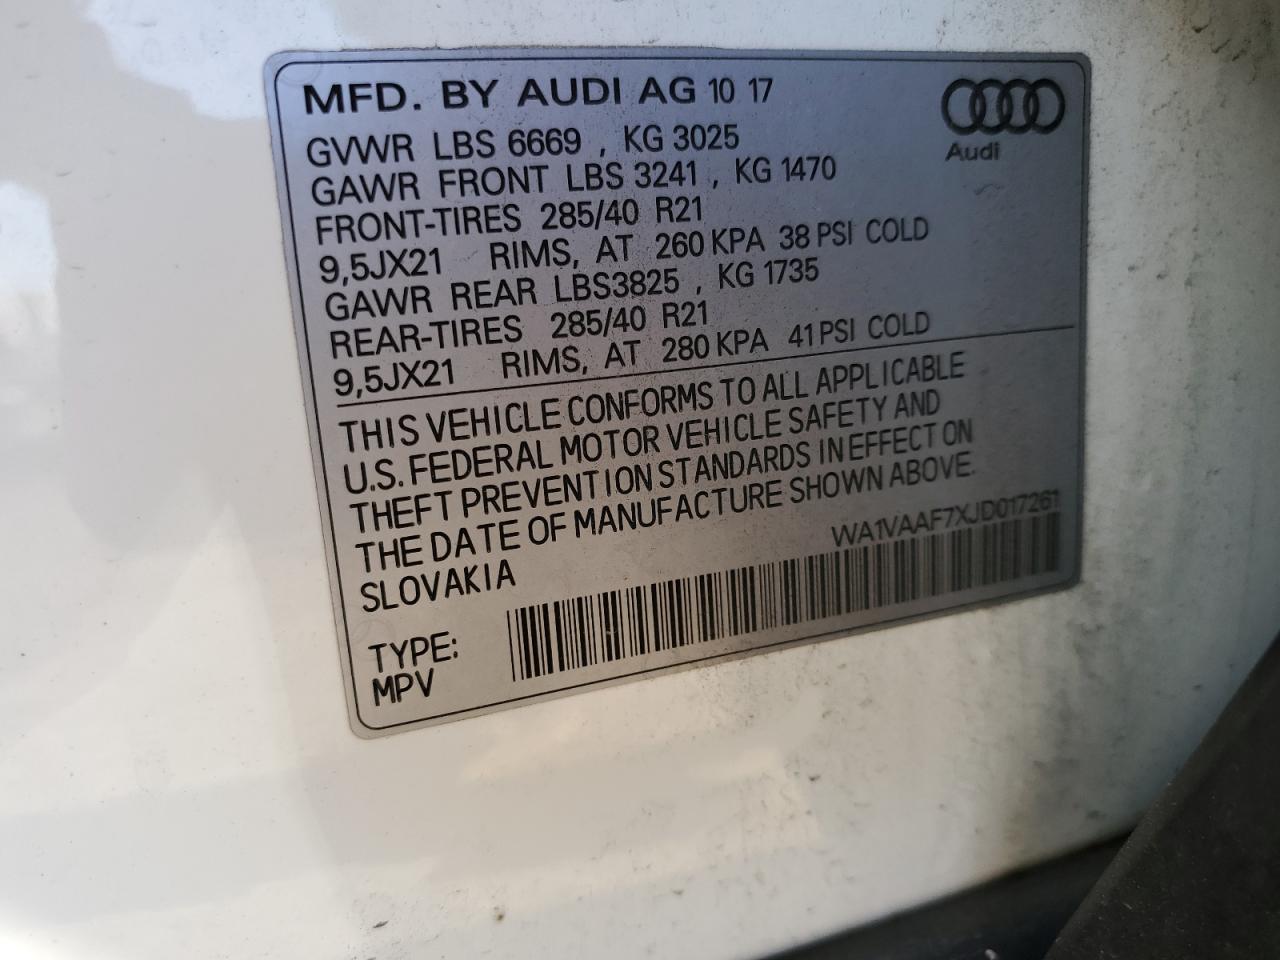 MFD. BY AUDI AG 10 17
Audi
GVWR LBS 6669 , KG 3025
GAWR FRONT LBS 3241 , KG 1470
FRONT-TIRES 285/40 R21
9,5JX21 RIMS, AT 260 KPA 38 PSI COLD
GAWR REAR LBS3825 , KG 1735
REAR-TIRES 285/40 R21
9,5JX21 RIMS, AT 280 KPA 41 PSI COLD
THIS VEHICLE CONFORMS TO ALL APPLICABLE
U.S. FEDERAL MOTOR VEHICLE SAFETY AND
THEFT PREVENTION STANDARDS IN EFFECT ON
THE DATE OF MANUFACTURE SHOWN ABOVE.
SLOVAKIA
WA1VAAF7XJD017261
TYPE:
MPV